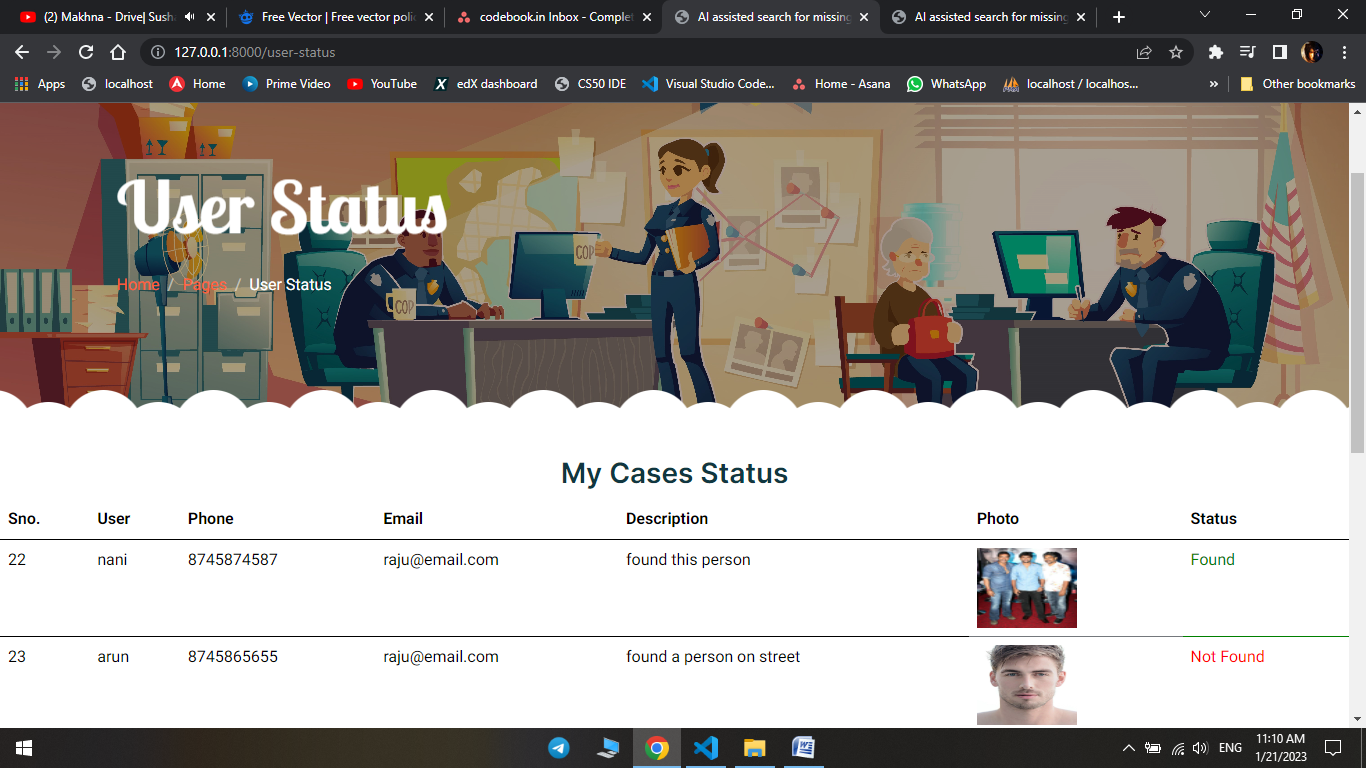 (2) Makhna - Drive| Susha
Free Vector | Free vector polic
codebook.in Inbox - Complet
AI assisted search for missing
AI assisted search for missing
127.0.0.1:8000/user-status
Apps
localhost
Home
Prime Video
YouTube
edX dashboard
CS50 IDE
Visual Studio Code...
Home - Asana
WhatsApp
localhost / localhos...
»
Other bookmarks
User Status
Home / Pages / User Status
COP
COP
My Cases Status
Sno. User Phone Email Description Photo Status
22 nani 8745874587 raju@email.com found this person Found
23 arun 8745865655 raju@email.com found a person on street Not Found
ENG
11:10 AM
1/21/2023